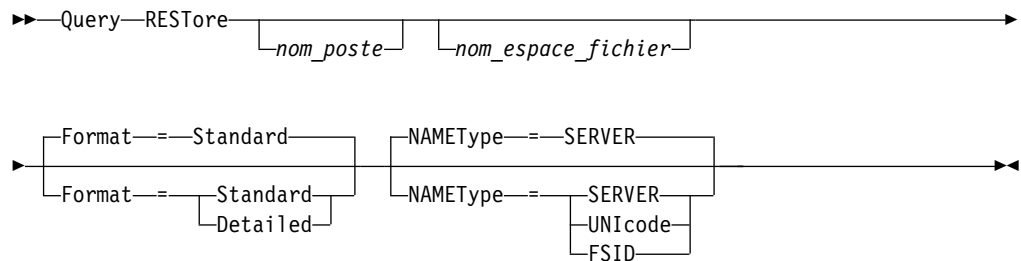 Query RESTore
nom_poste nom_espace_fichier
Format = Standard NAMEType = SERVER
Format = Standard NAMEType = SERVER
Detailed UNIcode
FSID